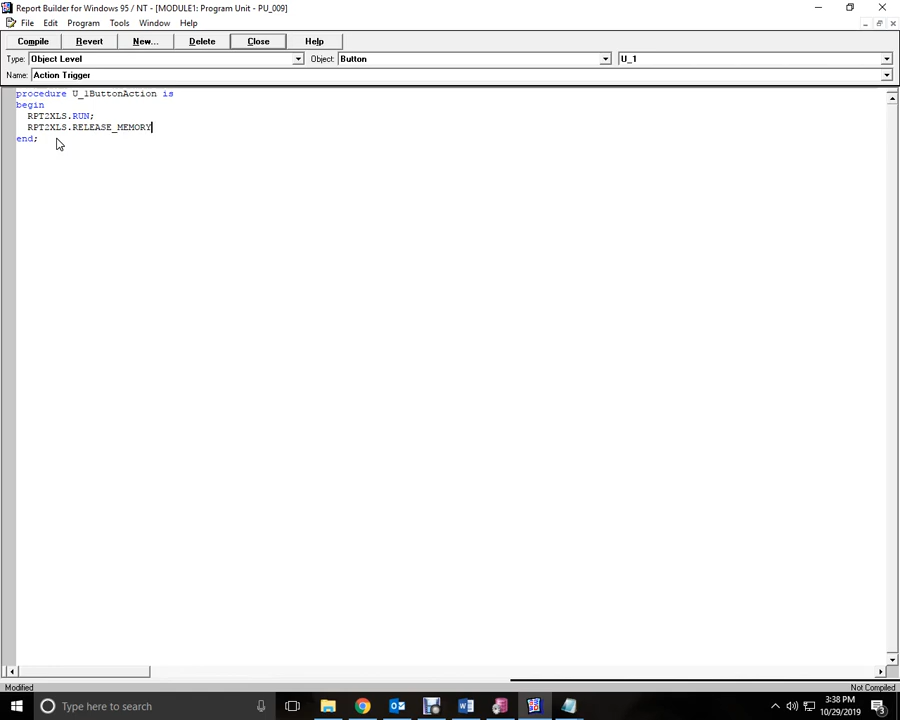 Report Builder for Windows 95 / NT - [MODULE1: Program Unit - PU_009]
File Edit Program Tools Window Help
Compile Revert New... Delete Close Help
Type: Object Level Object: Button U_1
Name: Action Trigger
procedure U_1ButtonAction is
begin
RPT2XLS.RUN;
RPT2XLS.RELEASE_MEMORY
end;
Modified Not Compiled
Type here to search
3:38 PM
10/29/2019
3